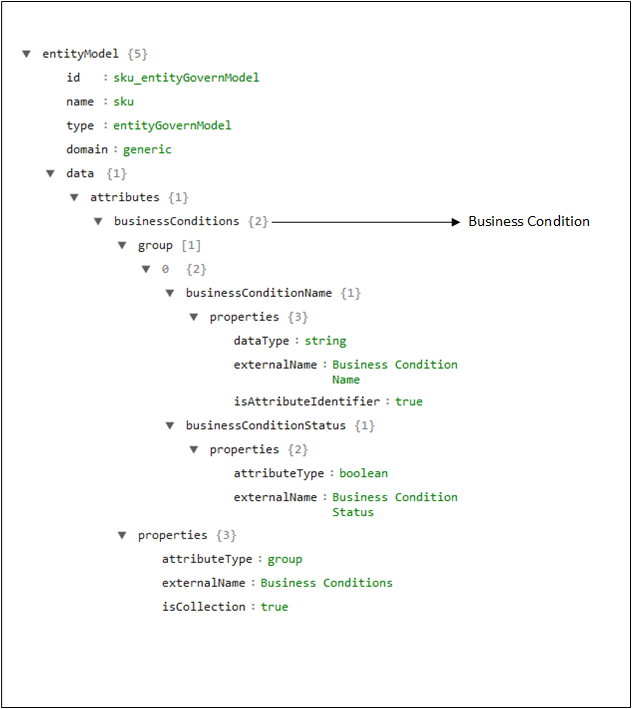 ▼ entityModel {5}
id : sku_entityGovernModel
name : sku
type : entityGovernModel
domain : generic
▼ data {1}
▼ attributes {1}
▼ businessConditions {2} Business Condition
▼ group [1]
▼ 0 {2}
▼ businessConditionName {1}
▼ properties {3}
dataType : string
externalName : Business Condition
Name
isAttributeIdentifier : true
▼ businessConditionStatus {1}
▼ properties {2}
attributeType : boolean
externalName : Business Condition
Status
▼ properties {3}
attributeType : group
externalName : Business Conditions
isCollection : true